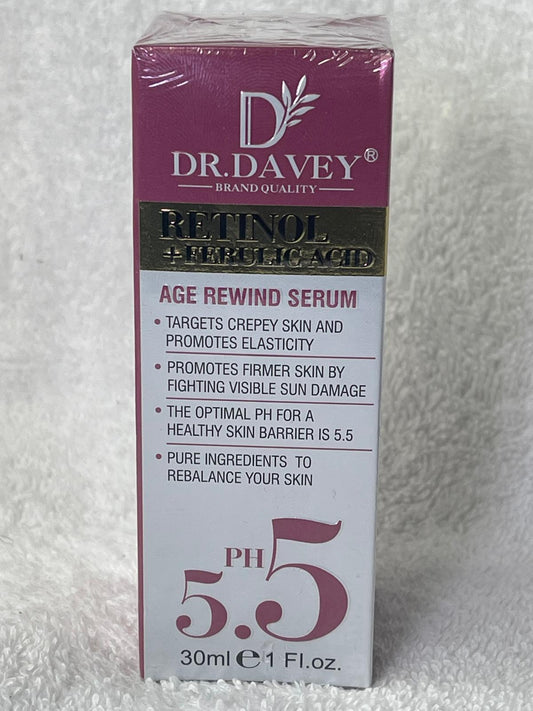 DR.DAVEY®
BRAND QUALITY
RETINOL
+FERULIC ACID
AGE REWIND SERUM
• TARGETS CREPEY SKIN AND
PROMOTES ELASTICITY
• PROMOTES FIRMER SKIN BY
FIGHTING VISIBLE SUN DAMAGE
• THE OPTIMAL PH FOR A
HEALTHY SKIN BARRIER IS 5.5
• PURE INGREDIENTS TO
REBALANCE YOUR SKIN
PH
5.5
30ml ℮ 1 Fl.oz.